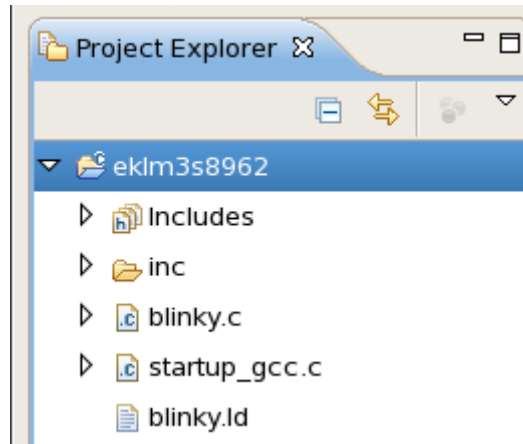 Project Explorer
eklm3s8962
Includes
inc
blinky.c
startup_gcc.c
blinky.ld